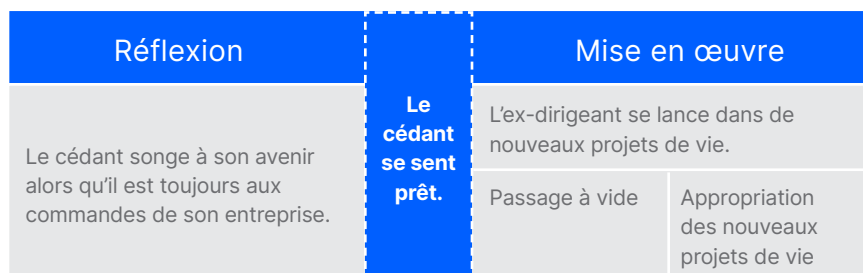 Réflexion
Le cédant songe à son avenir
alors qu’il est toujours aux
commandes de son entreprise.
Le
cédant
se sent
prêt.
Mise en œuvre
L’ex-dirigeant se lance dans de
nouveaux projets de vie.
Passage à vide
Appropriation
des nouveaux
projets de vie